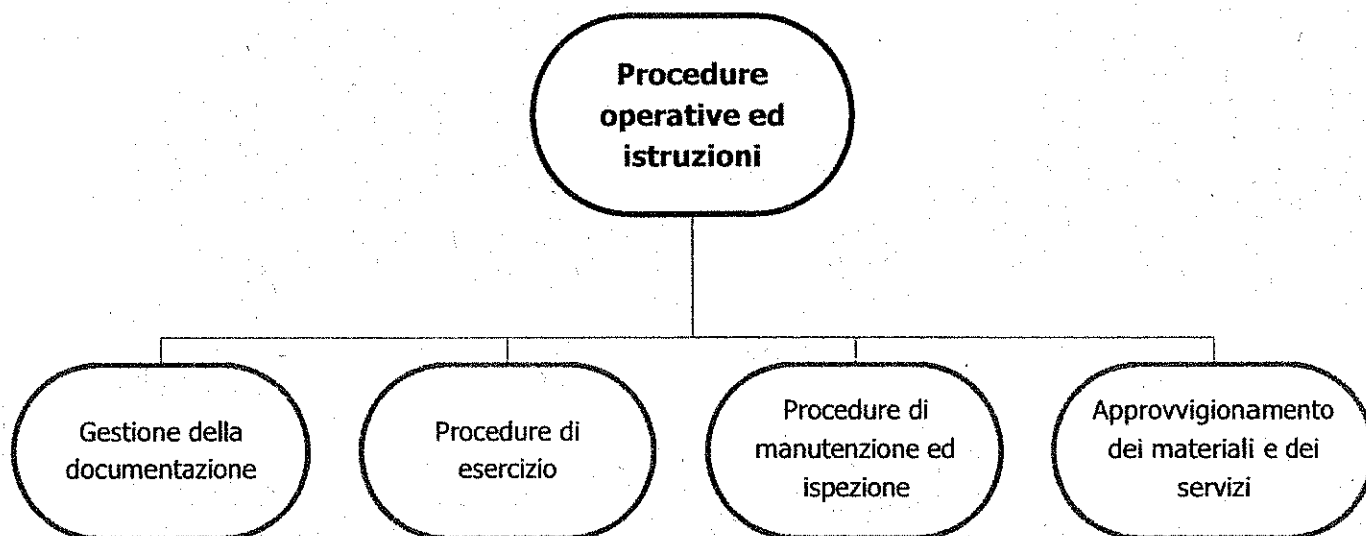 Procedure
operative ed
istruzioni
Gestione della
documentazione
Procedure di
esercizio
Procedure di
manutenzione ed
ispezione
Approvvigionamento
dei materiali e dei
servizi